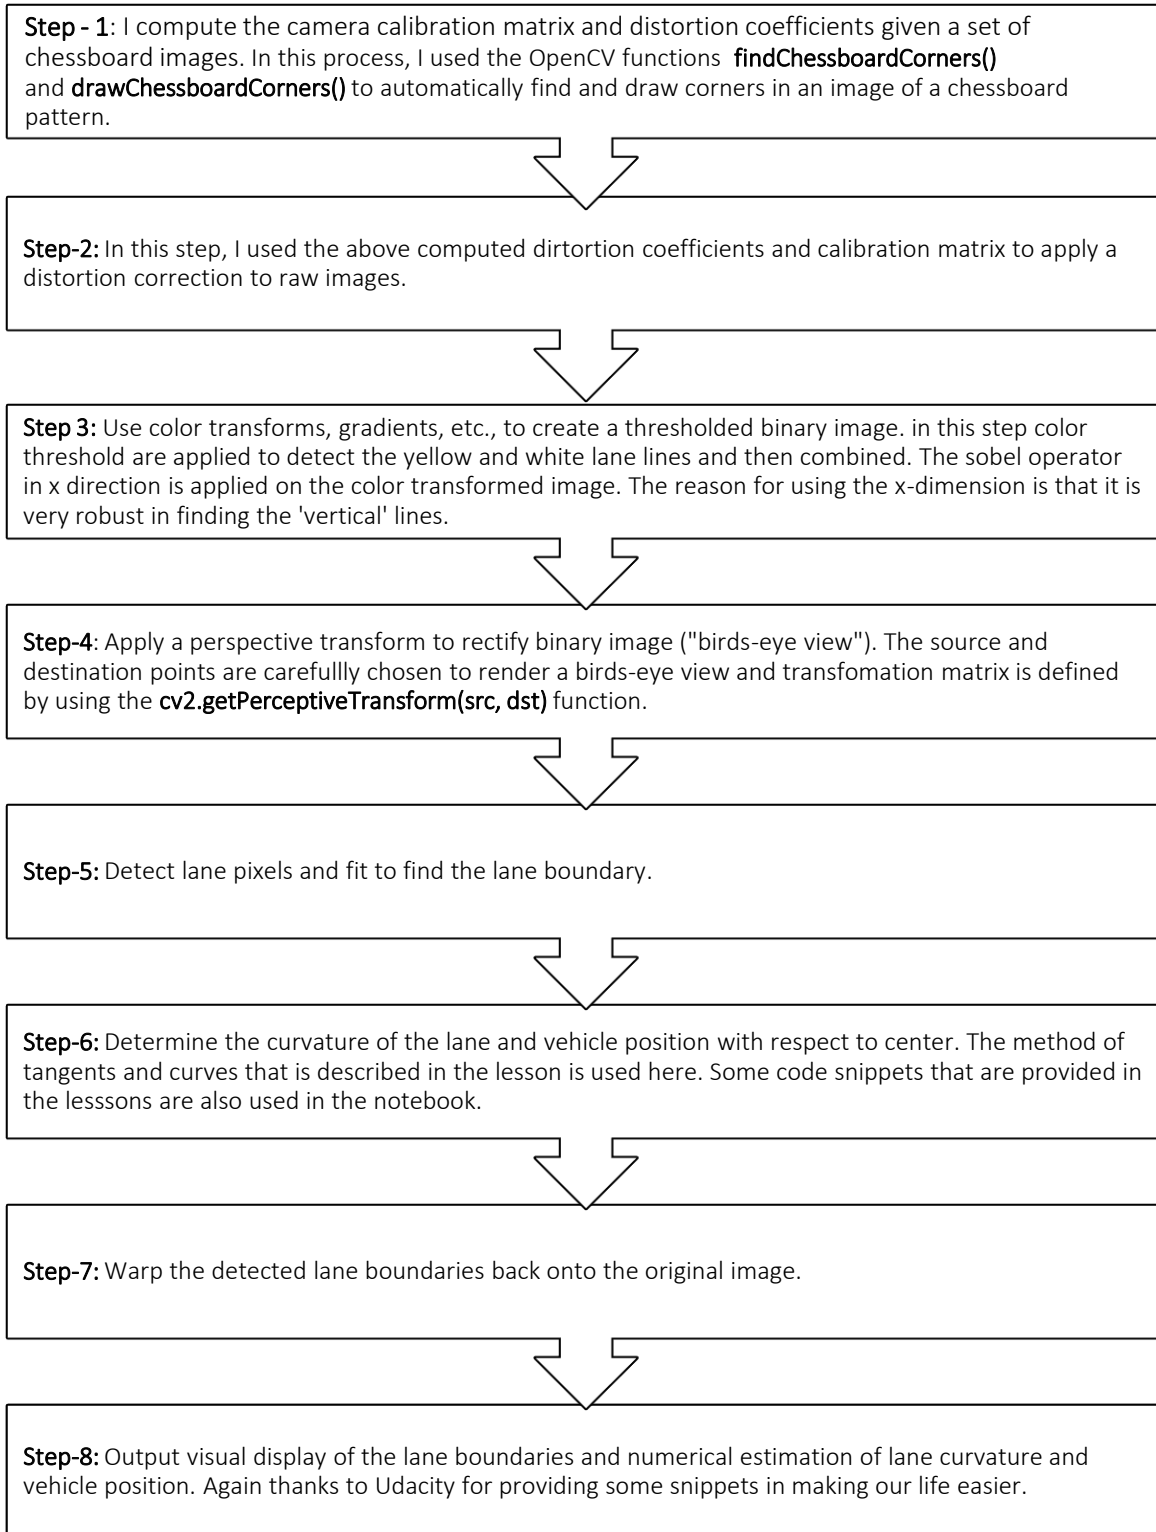 Step - 1: I compute the camera calibration matrix and distortion coefficients given a set of
chessboard images. In this process, I used the OpenCV functions findChessboardCorners()
and drawChessboardCorners() to automatically find and draw corners in an image of a chessboard
pattern.
Step-2: In this step, I used the above computed dirtortion coefficients and calibration matrix to apply a
distortion correction to raw images.
Step 3: Use color transforms, gradients, etc., to create a thresholded binary image. in this step color
threshold are applied to detect the yellow and white lane lines and then combined. The sobel operator
in x direction is applied on the color transformed image. The reason for using the x-dimension is that it is
very robust in finding the 'vertical' lines.
Step-4: Apply a perspective transform to rectify binary image ("birds-eye view"). The source and
destination points are carefullly chosen to render a birds-eye view and transfomation matrix is defined
by using the cv2.getPerceptiveTransform(src, dst) function.
Step-5: Detect lane pixels and fit to find the lane boundary.
Step-6: Determine the curvature of the lane and vehicle position with respect to center. The method of
tangents and curves that is described in the lesson is used here. Some code snippets that are provided in
the lesssons are also used in the notebook.
Step-7: Warp the detected lane boundaries back onto the original image.
Step-8: Output visual display of the lane boundaries and numerical estimation of lane curvature and
vehicle position. Again thanks to Udacity for providing some snippets in making our life easier.